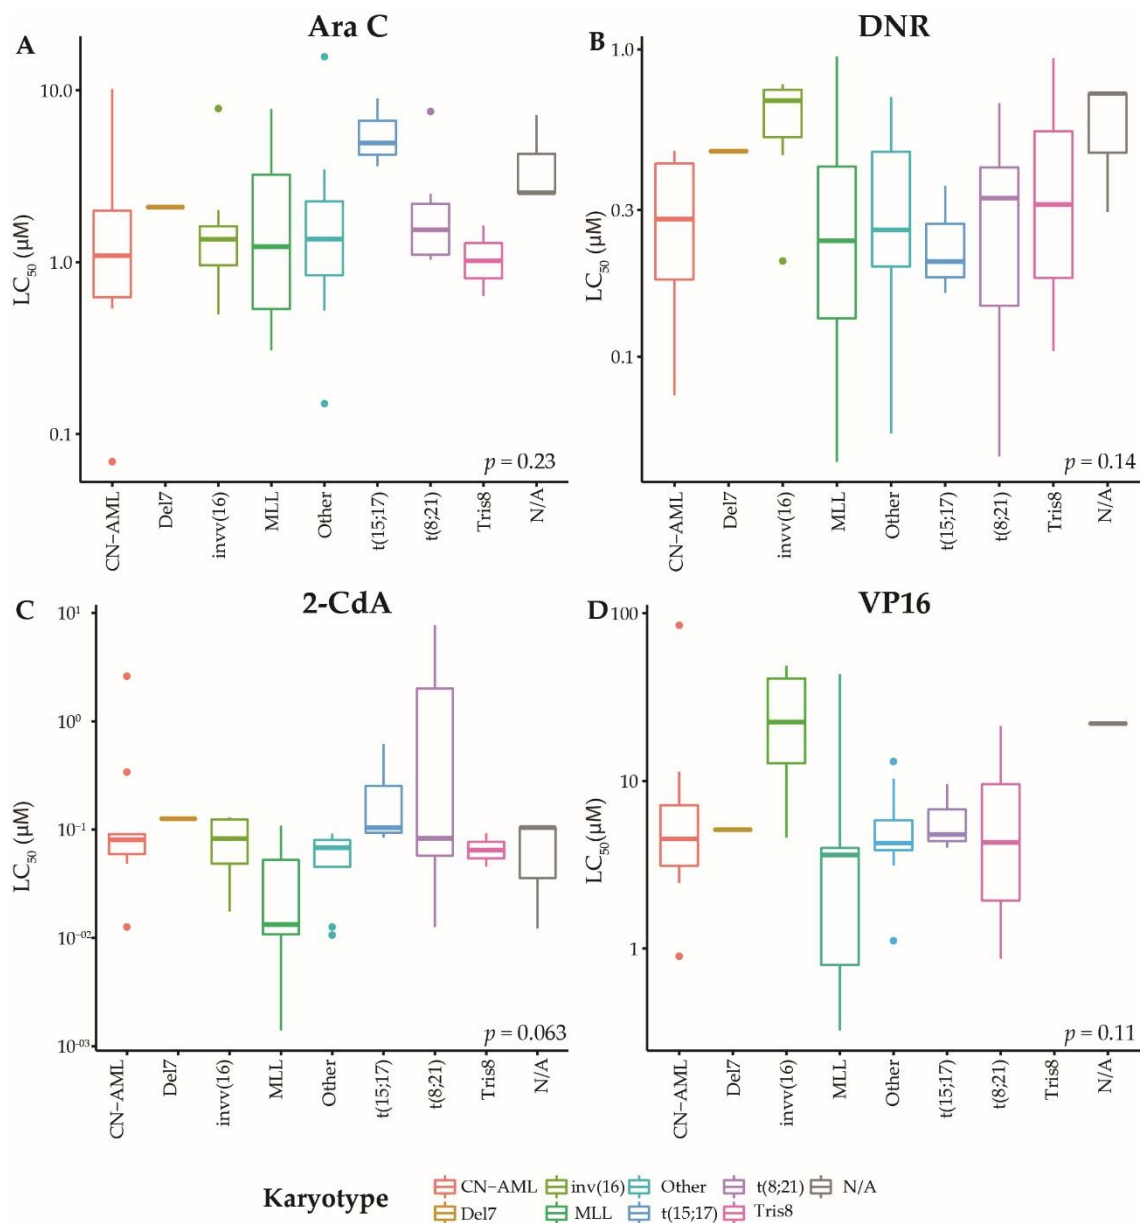 A
Ara C
LC50 (µM)
10.0
1.0
0.1
p = 0.23
CN−AML
Del7
invv(16)
MLL
Other
t(15;17)
t(8;21)
Tris8
N/A
B
DNR
LC50 (µM)
1.0
0.3
0.1
p = 0.14
CN−AML
Del7
invv(16)
MLL
Other
t(15;17)
t(8;21)
Tris8
N/A
C
2-CdA
LC50 (µM)
10¹
10⁰
10⁻¹
10⁻⁰²
10⁻⁰³
p = 0.063
CN−AML
Del7
invv(16)
MLL
Other
t(15;17)
t(8;21)
Tris8
N/A
D
VP16
LC50(µM)
100
10
1
p = 0.11
CN−AML
Del7
invv(16)
MLL
Other
t(15;17)
t(8;21)
Tris8
N/A
Karyotype
CN−AML inv(16) Other t(8;21) N/A
Del7 MLL t(15;17) Tris8